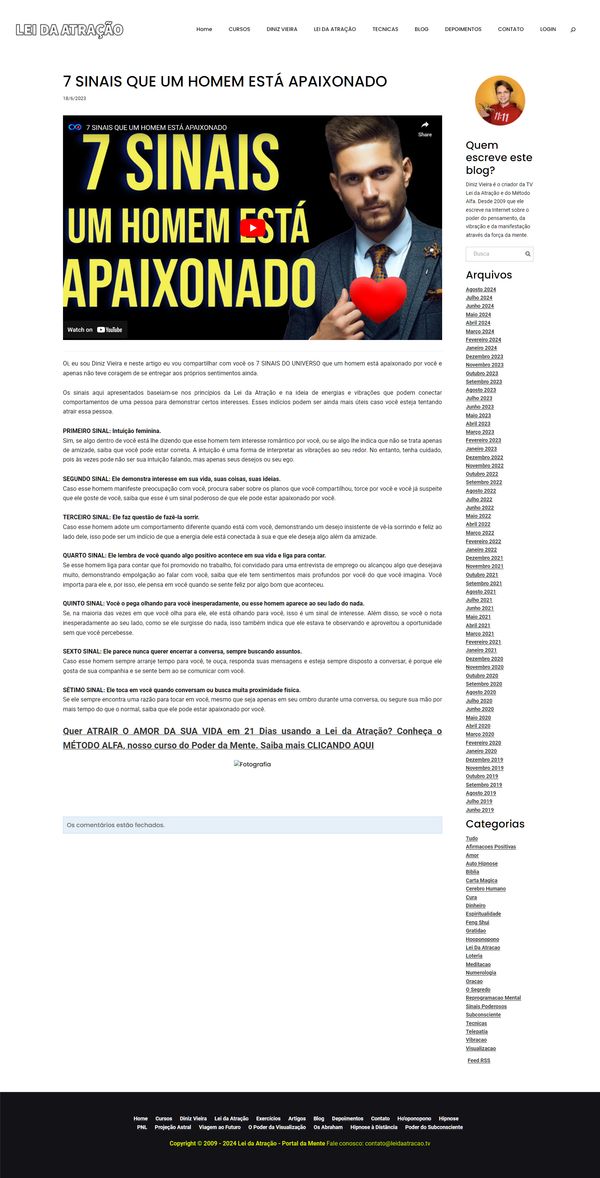 LEI DA ATRAÇÃO
Home CURSOS DINIZ VIEIRA LEI DA ATRAÇÃO TECNICAS BLOG DEPOIMENTOS CONTATO LOGIN
7 SINAIS QUE UM HOMEM ESTÁ APAIXONADO
18/6/2023
7 SINAIS QUE UM HOMEM ESTÁ APAIXONADO
Share
7 SINAIS
UM HOMEM ESTÁ
APAIXONADO
Watch on YouTube
Oi, eu sou Diniz Vieira e neste artigo eu vou compartilhar com você os 7 SINAIS DO UNIVERSO que um homem está apaixonado por você e
apenas não teve coragem de se entregar aos próprios sentimentos ainda.
Os sinais aqui apresentados baseiam-se nos princípios da Lei da Atração e na ideia de energias e vibrações que podem conectar
comportamentos de uma pessoa para demonstrar certos interesses. Esses indícios podem ser ainda mais úteis caso você esteja tentando
atrair essa pessoa.
PRIMEIRO SINAL: Intuição feminina.
Sim, se algo dentro de você está lhe dizendo que esse homem tem interesse romântico por você, ou se algo lhe indica que não se trata apenas
de amizade, saiba que você pode estar correta. A intuição é uma forma de interpretar as vibrações ao seu redor. No entanto, tenha cuidado,
pois às vezes pode não ser sua intuição falando, mas apenas seus desejos ou seu ego.
SEGUNDO SINAL: Ele demonstra interesse em sua vida, suas coisas, suas ideias.
Caso esse homem manifeste preocupação com você, procura saber sobre os planos que você compartilhou, torce por você e você já suspeite
que ele goste de você, saiba que esse é um sinal poderoso de que ele pode estar apaixonado por você.
TERCEIRO SINAL: Ele faz questão de fazê-la sorrir.
Caso esse homem adote um comportamento diferente quando está com você, demonstrando um desejo insistente de vê-la sorrindo e feliz ao
lado dele, isso pode ser um indício de que a energia dele está conectada à sua e que ele deseja algo além da amizade.
QUARTO SINAL: Ele lembra de você quando algo positivo acontece em sua vida e liga para contar.
Se esse homem liga para contar que foi promovido no trabalho, foi convidado para uma entrevista de emprego ou alcançou algo que desejava
muito, demonstrando empolgação ao falar com você, saiba que ele tem sentimentos mais profundos por você do que você imagina. Você
importa para ele e, por isso, ele pensa em você quando se sente feliz por algo bom que aconteceu.
QUINTO SINAL: Você o pega olhando para você inesperadamente, ou esse homem aparece ao seu lado do nada.
Se, na maioria das vezes em que você olha para ele, ele está olhando para você, isso é um sinal de interesse. Além disso, se você o nota
inesperadamente ao seu lado, como se ele surgisse do nada, isso também indica que ele estava te observando e aproveitou a oportunidade
sem que você percebesse.
SEXTO SINAL: Ele parece nunca querer encerrar a conversa, sempre buscando assuntos.
Caso esse homem sempre arranje tempo para você, te ouça, responda suas mensagens e esteja sempre disposto a conversar, é porque ele
gosta de sua companhia e se sente bem ao se comunicar com você.
SÉTIMO SINAL: Ele toca em você quando conversam ou busca muita proximidade física.
Se ele sempre encontra uma razão para tocar em você, mesmo que seja apenas em seu ombro durante uma conversa, ou segure sua mão por
mais tempo do que o normal, saiba que ele pode estar apaixonado por você.
Quer ATRAIR O AMOR DA SUA VIDA em 21 Dias usando a Lei da Atração? Conheça o
MÉTODO ALFA, nosso curso do Poder da Mente. Saiba mais CLICANDO AQUI
Fotografia
Os comentários estão fechados.
11:11
Quem
escreve este
blog?
Diniz Vieira é o criador da TV
Lei da Atração e do Método
Alfa. Desde 2009 que ele
escreve na Internet sobre o
poder do pensamento, da
vibração e da manifestação
através da força da mente.
Busca
Arquivos
Agosto 2024
Julho 2024
Junho 2024
Maio 2024
Abril 2024
Março 2024
Fevereiro 2024
Janeiro 2024
Dezembro 2023
Novembro 2023
Outubro 2023
Setembro 2023
Agosto 2023
Julho 2023
Junho 2023
Maio 2023
Abril 2023
Março 2023
Fevereiro 2023
Janeiro 2023
Dezembro 2022
Novembro 2022
Outubro 2022
Setembro 2022
Agosto 2022
Julho 2022
Junho 2022
Maio 2022
Abril 2022
Março 2022
Fevereiro 2022
Janeiro 2022
Dezembro 2021
Novembro 2021
Outubro 2021
Setembro 2021
Agosto 2021
Julho 2021
Junho 2021
Maio 2021
Abril 2021
Março 2021
Fevereiro 2021
Janeiro 2021
Dezembro 2020
Novembro 2020
Outubro 2020
Setembro 2020
Agosto 2020
Julho 2020
Junho 2020
Maio 2020
Abril 2020
Março 2020
Fevereiro 2020
Janeiro 2020
Dezembro 2019
Novembro 2019
Outubro 2019
Setembro 2019
Agosto 2019
Julho 2019
Junho 2019
Categorias
Tudo
Afirmacoes Positivas
Amor
Auto Hipnose
Biblia
Carta Magica
Cerebro Humano
Cura
Dinheiro
Espiritualidade
Feng Shui
Gratidao
Hooponopono
Lei Da Atracao
Loteria
Meditacao
Numerologia
Oracao
O Segredo
Reprogramacao Mental
Sinais Poderosos
Subconsciente
Tecnicas
Telepatia
Vibracao
Visualizacao
Feed RSS
Home Cursos Diniz Vieira Lei da Atração Exercícios Artigos Blog Depoimentos Contato Ho'oponopono Hipnose
PNL Projeção Astral Viagem ao Futuro O Poder da Visualização Os Abraham Hipnose à Distância Poder do Subconsciente
Copyright © 2009 - 2024 Lei da Atração - Portal da Mente Fale conosco: contato@leidaatracao.tv